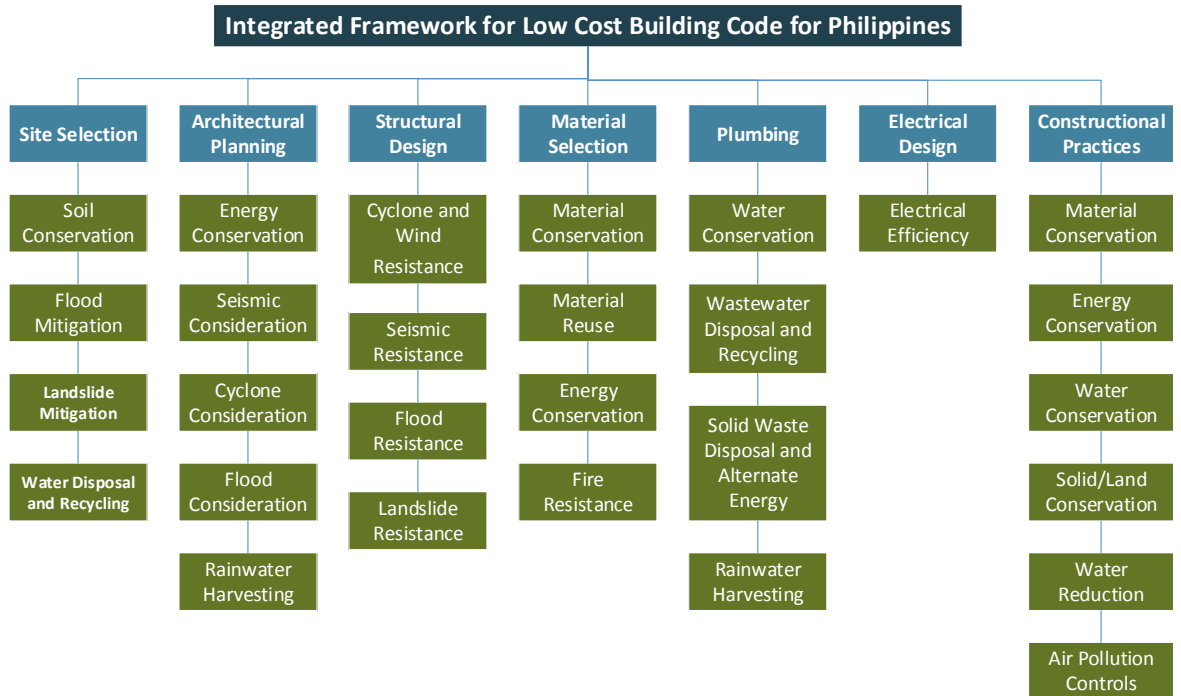 Integrated Framework for Low Cost Building Code for Philippines
Site Selection
Soil
Conservation
Flood
Mitigation
Landslide
Mitigation
Water Disposal
and Recycling
Architectural
Planning
Energy
Conservation
Seismic
Consideration
Cyclone
Consideration
Flood
Consideration
Rainwater
Harvesting
Structural
Design
Cyclone and
Wind
Resistance
Seismic
Resistance
Flood
Resistance
Landslide
Resistance
Material
Selection
Material
Conservation
Material
Reuse
Energy
Conservation
Fire
Resistance
Plumbing
Water
Conservation
Wastewater
Disposal and
Recycling
Solid Waste
Disposal and
Alternate
Energy
Rainwater
Harvesting
Electrical
Design
Electrical
Efficiency
Constructional
Practices
Material
Conservation
Energy
Conservation
Water
Conservation
Solid/Land
Conservation
Water
Reduction
Air Pollution
Controls